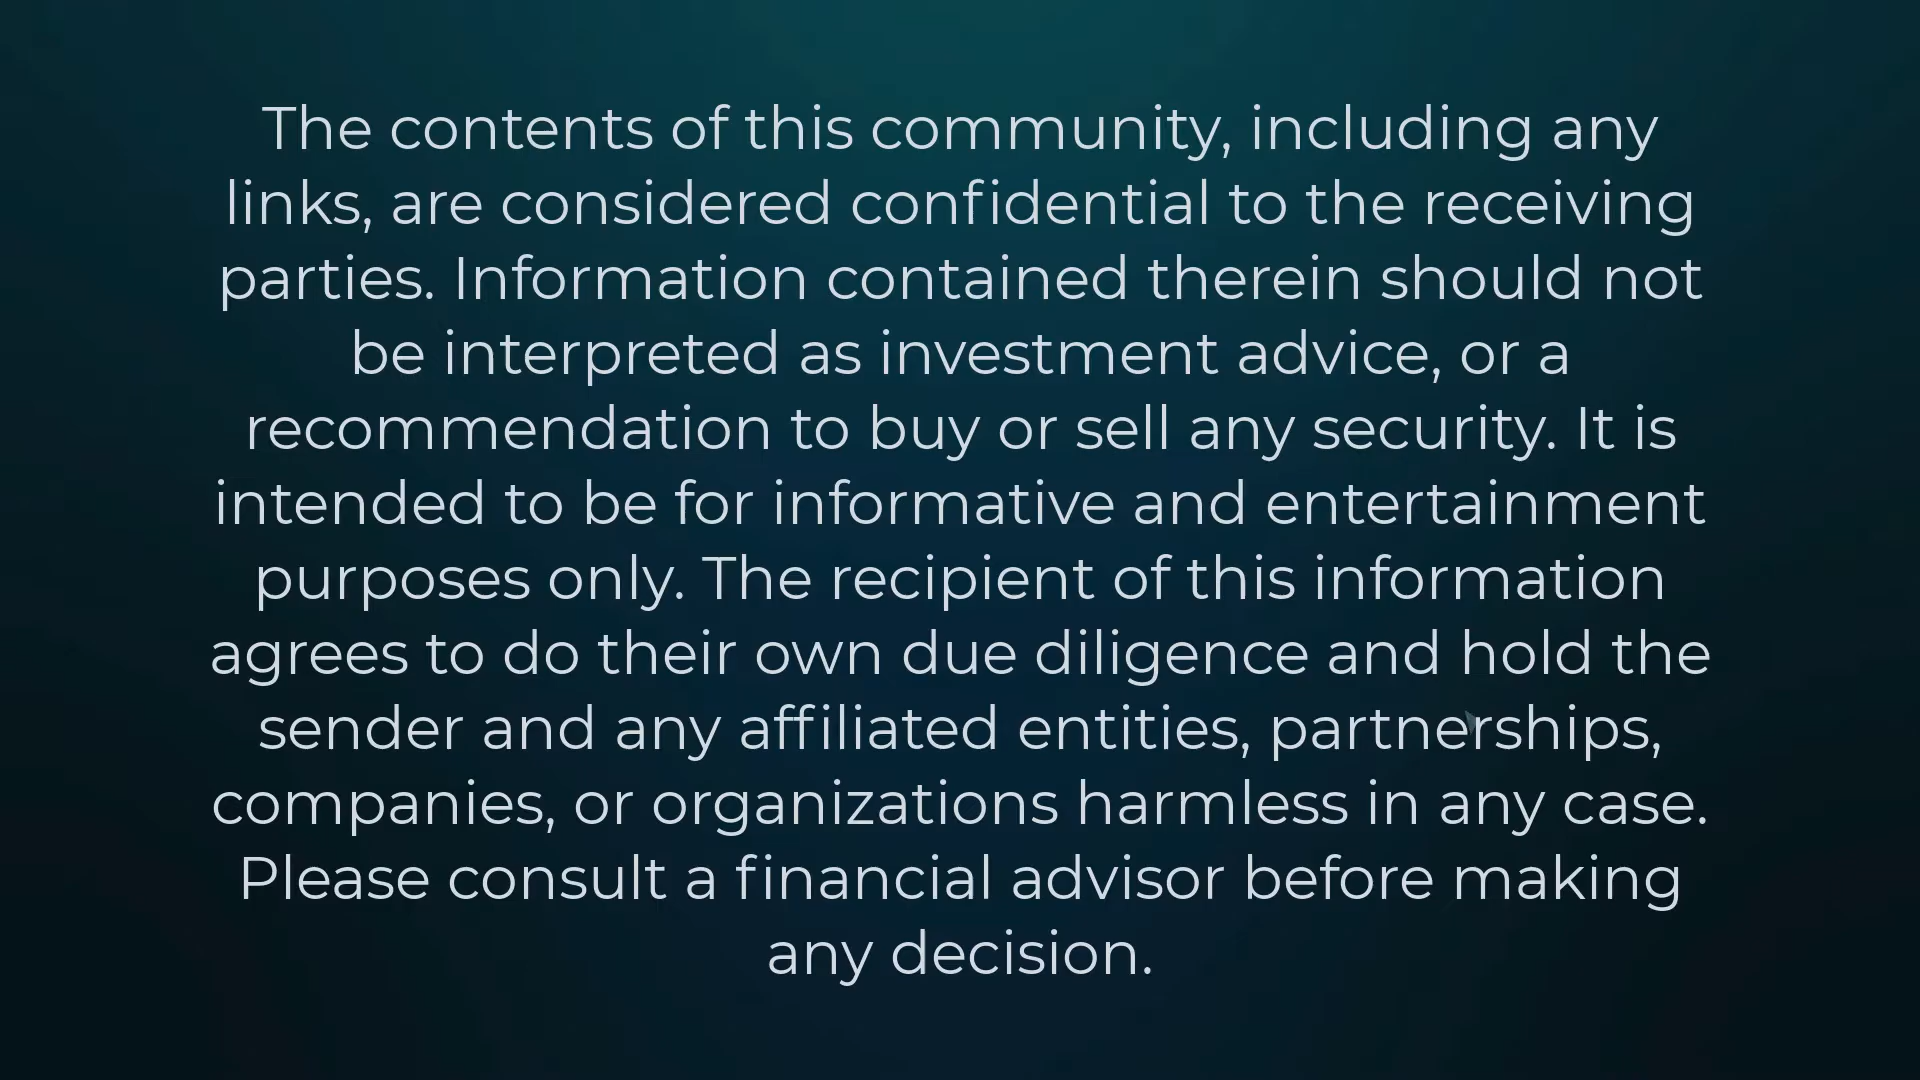 The contents of this community, including any
links, are considered confidential to the receiving
parties. Information contained therein should not
be interpreted as investment advice, or a
recommendation to buy or sell any security. It is
intended to be for informative and entertainment
purposes only. The recipient of this information
agrees to do their own due diligence and hold the
sender and any affiliated entities, partnerships,
companies, or organizations harmless in any case.
Please consult a financial advisor before making
any decision.